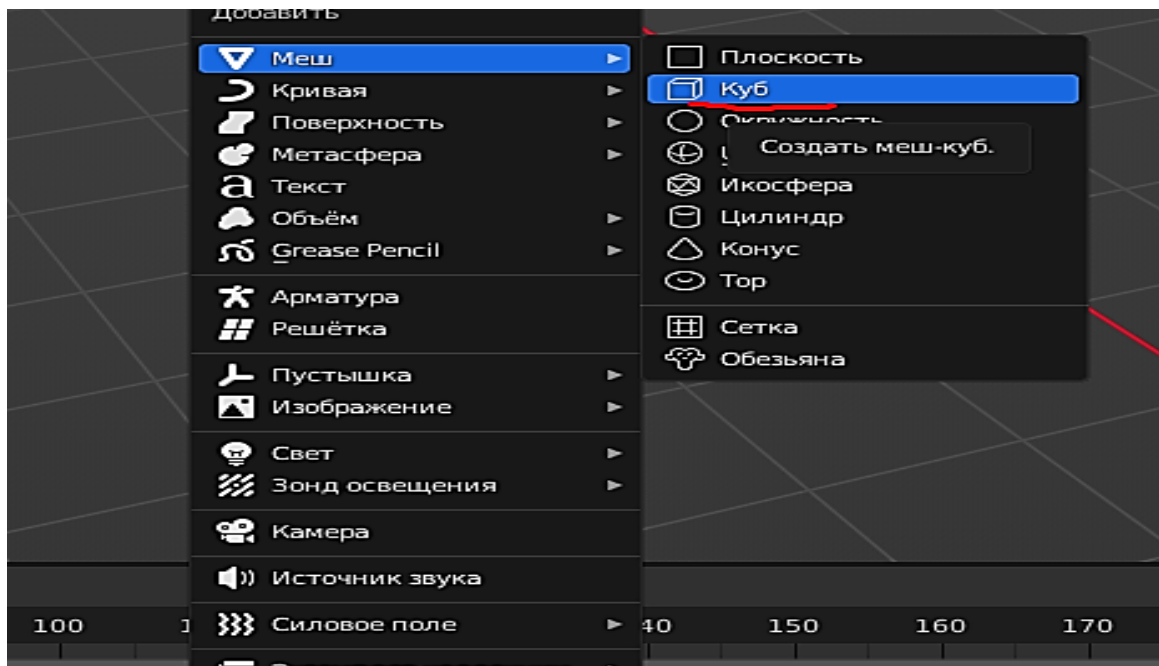 Добавить
Меш
Кривая
Поверхность
Метасфера
Текст
Объём
Grease Pencil
Арматура
Решётка
Пустышка
Изображение
Свет
Зонд освещения
Камера
Источник звука
Силовое поле
Плоскость
Куб
Окружность
Создать меш-куб.
Икосфера
Цилиндр
Конус
Тор
Сетка
Обезьяна
100
150
160
170